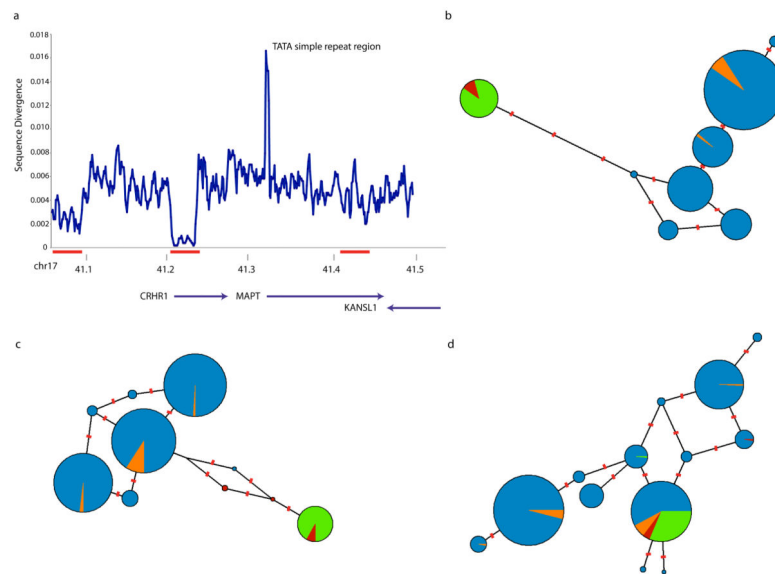 a
b
0.018
0.016
TATA simple repeat region
0.014
0.012
0.010
0.008
0.006
0.004
0.002
0
Sequence Divergence
chr17
41.1
41.2
41.3
41.4
41.5
CRHR1
MAPT
KANSL1
c
d